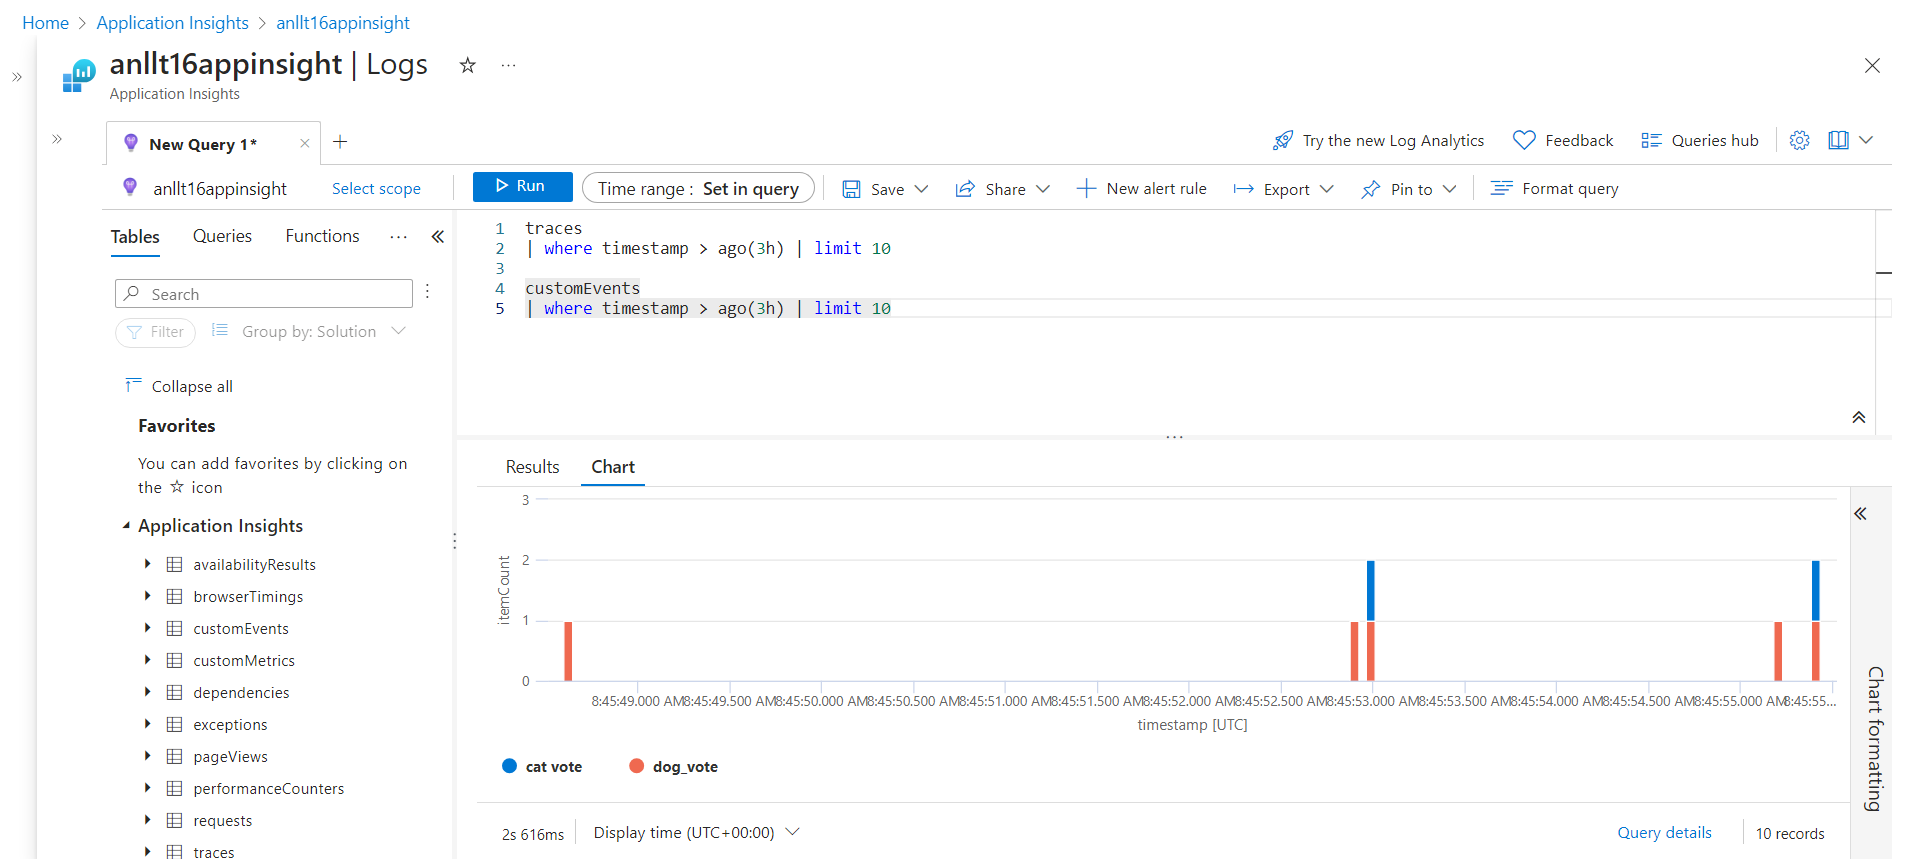 Home > Application Insights > anllt16appinsight
anllt16appinsight | Logs
Application Insights
New Query 1*
Try the new Log Analytics
Feedback
Queries hub
anllt16appinsight
Select scope
Run
Time range : Set in query
Save
Share
New alert rule
Export
Pin to
Format query
Tables
Queries
Functions
Search
Filter
Group by: Solution
Collapse all
Favorites
You can add favorites by clicking on
the ☆ icon
Application Insights
availabilityResults
browserTimings
customEvents
customMetrics
dependencies
exceptions
pageViews
performanceCounters
requests
traces
1 traces
2 | where timestamp > ago(3h) | limit 10
3
4 customEvents
5 | where timestamp > ago(3h) | limit 10
Results
Chart
3
2
1
0
itemCount
8:45:49.000 AM 8:45:49.500 AM 8:45:50.000 AM 8:45:50.500 AM 8:45:51.000 AM 8:45:51.500 AM 8:45:52.000 AM 8:45:52.500 AM 8:45:53.000 AM 8:45:53.500 AM 8:45:54.000 AM 8:45:54.500 AM 8:45:55.000 AM 8:45:55...
timestamp [UTC]
cat vote
dog_vote
Chart formatting
2s 616ms
Display time (UTC+00:00)
Query details
10 records